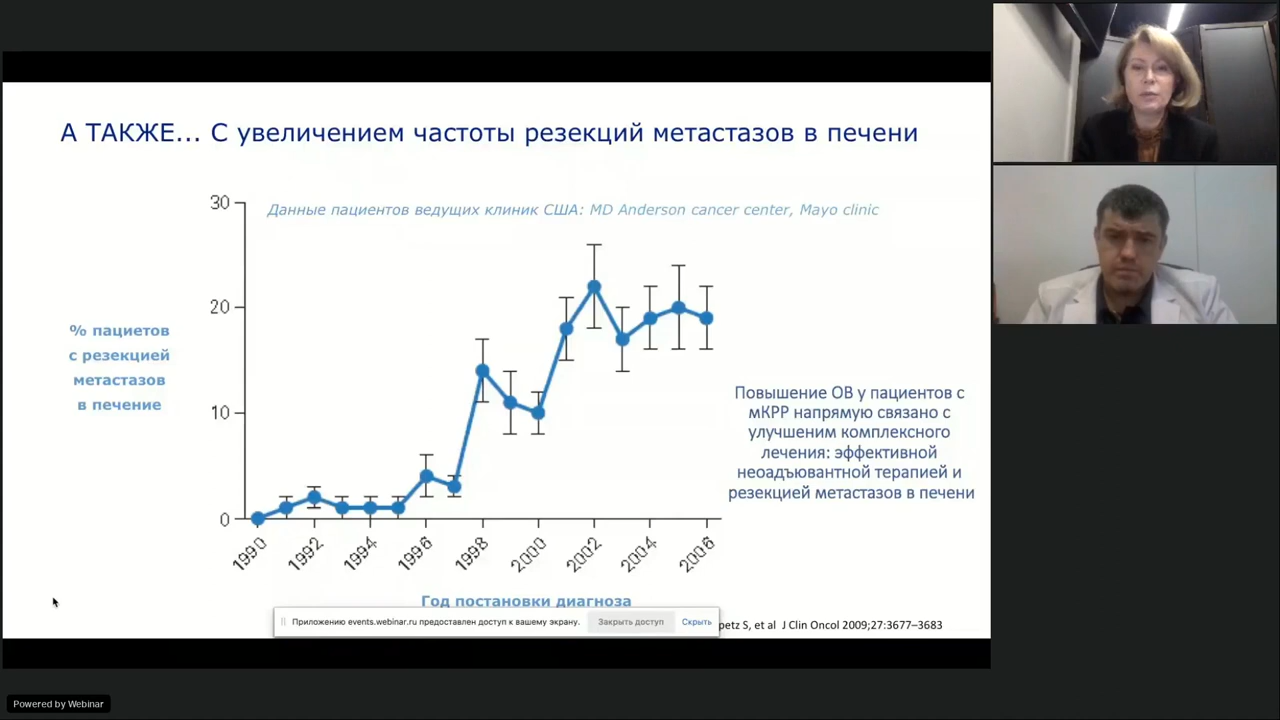 А ТАКЖЕ... С увеличением частоты резекций метастазов в печени
Данные пациентов ведущих клиник США: MD Anderson cancer center, Mayo clinic
30
20
10
0
% пациетов
с резекцией
метастазов
в печение
1990
1992
1994
1996
1998
2000
2002
2004
2006
Год постановки диагноза
Повышение ОВ у пациентов с
мКРР напрямую связано с
улучшеним комплексного
лечения: эффективной
неоадъювантной терапией и
резекцией метастазов в печени
Приложению events.webinar.ru предоставлен доступ к вашему экрану.
Закрыть доступ
Скрыть
petz S, et al J Clin Oncol 2009;27:3677–3683
Powered by Webinar